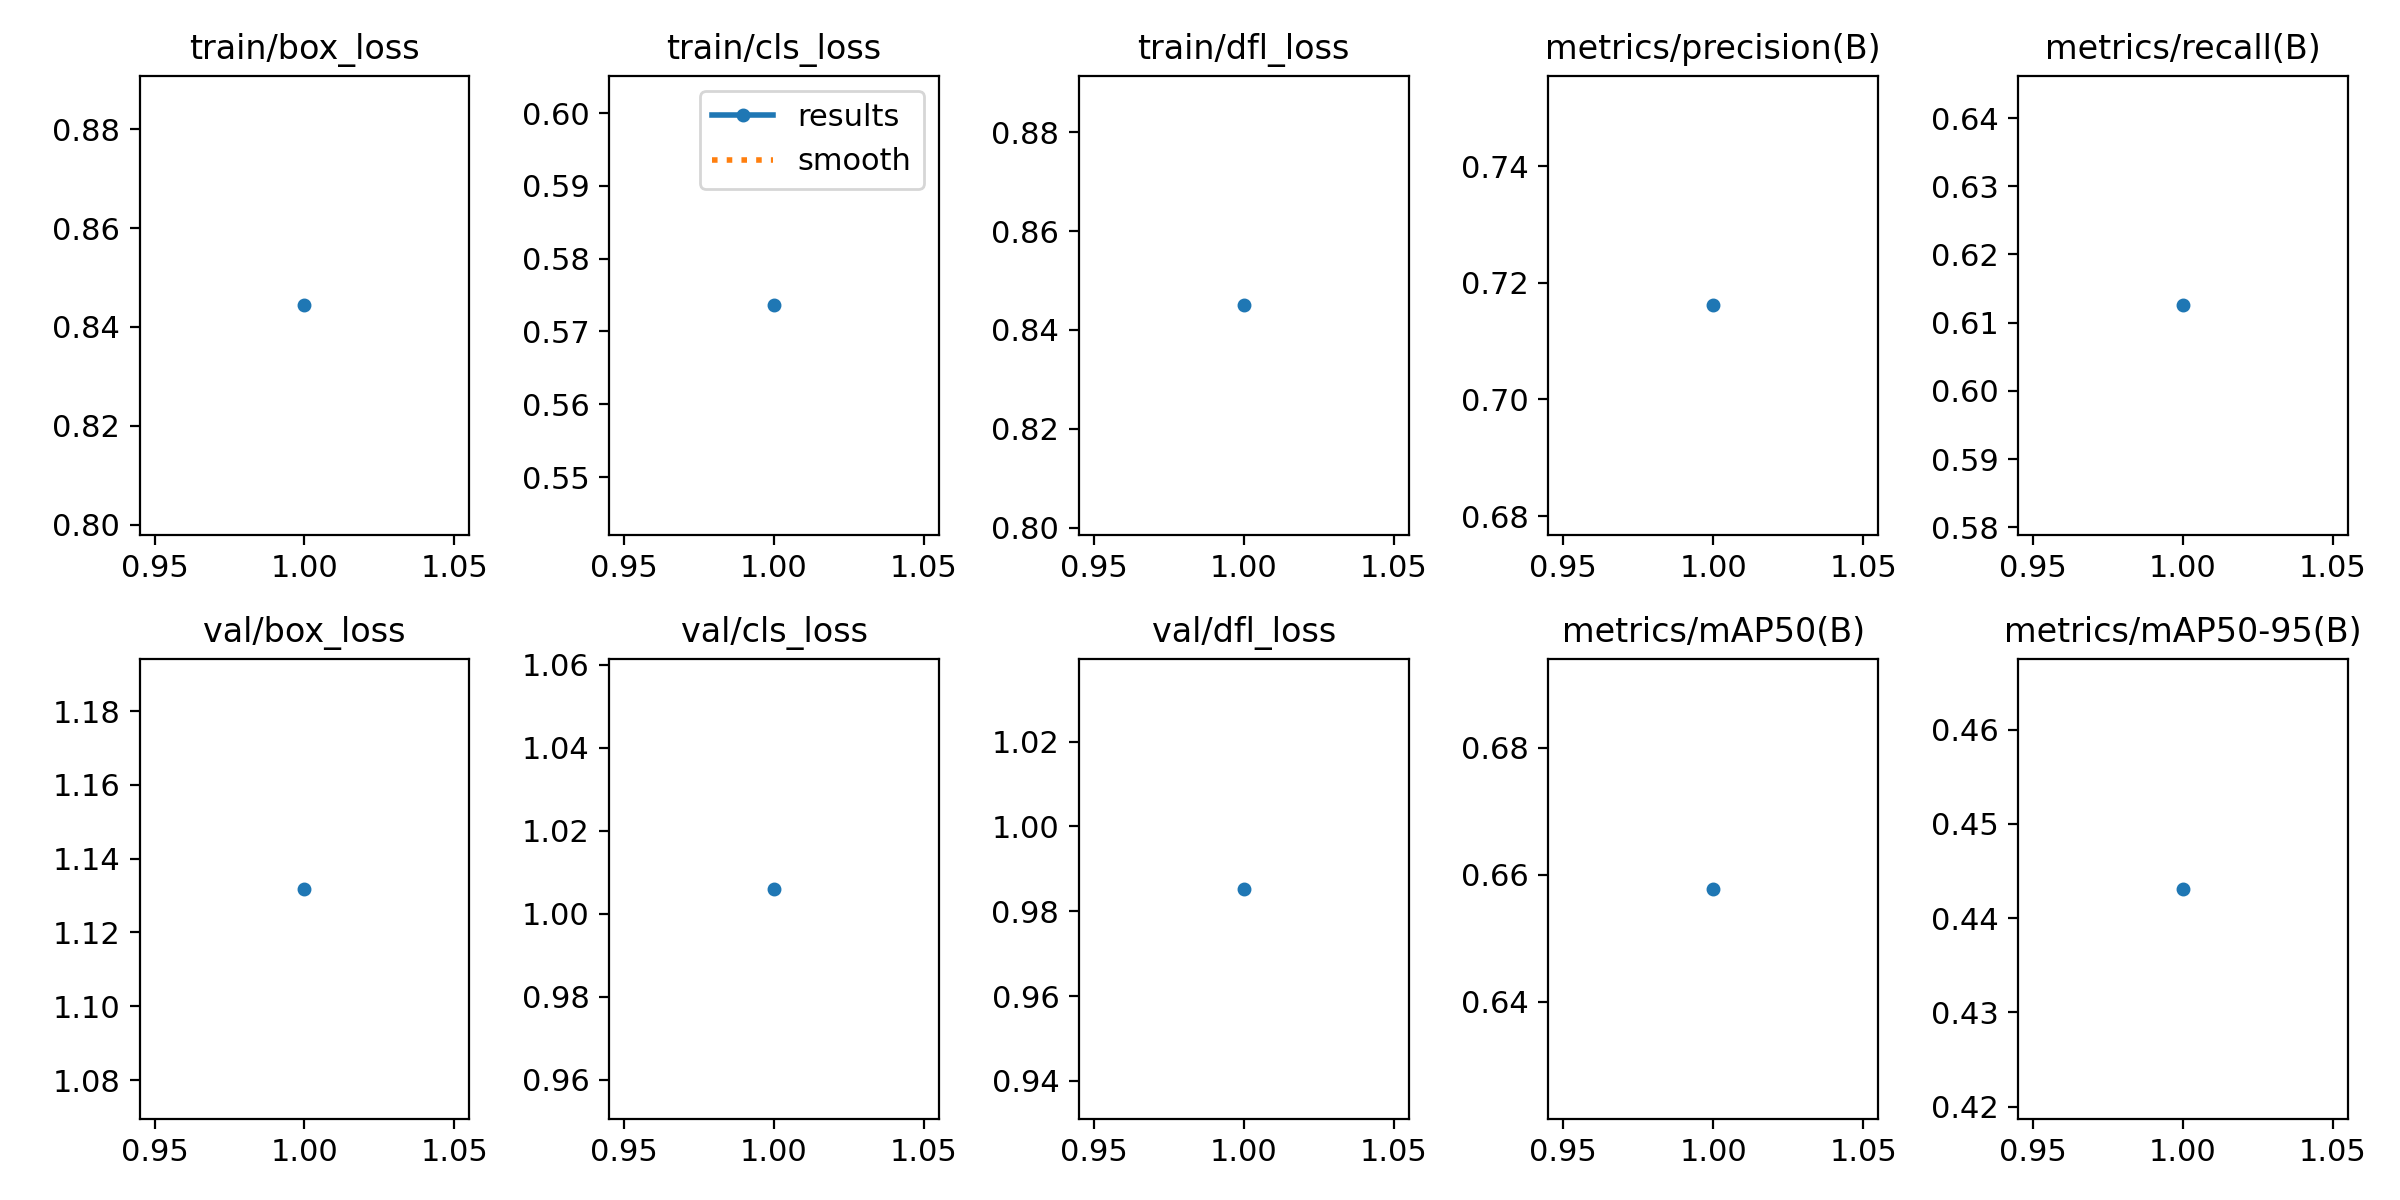 train/box_loss
0.88
0.86
0.84
0.82
0.80
0.95 1.00 1.05
train/cls_loss
results
smooth
0.60
0.59
0.58
0.57
0.56
0.55
0.95 1.00 1.05
train/dfl_loss
0.88
0.86
0.84
0.82
0.80
0.95 1.00 1.05
metrics/precision(B)
0.74
0.72
0.70
0.68
0.95 1.00 1.05
metrics/recall(B)
0.64
0.63
0.62
0.61
0.60
0.59
0.58
0.95 1.00 1.05
val/box_loss
1.18
1.16
1.14
1.12
1.10
1.08
0.95 1.00 1.05
val/cls_loss
1.06
1.04
1.02
1.00
0.98
0.96
0.95 1.00 1.05
val/dfl_loss
1.02
1.00
0.98
0.96
0.94
0.95 1.00 1.05
metrics/mAP50(B)
0.68
0.66
0.64
0.95 1.00 1.05
metrics/mAP50-95(B)
0.46
0.45
0.44
0.43
0.42
0.95 1.00 1.05